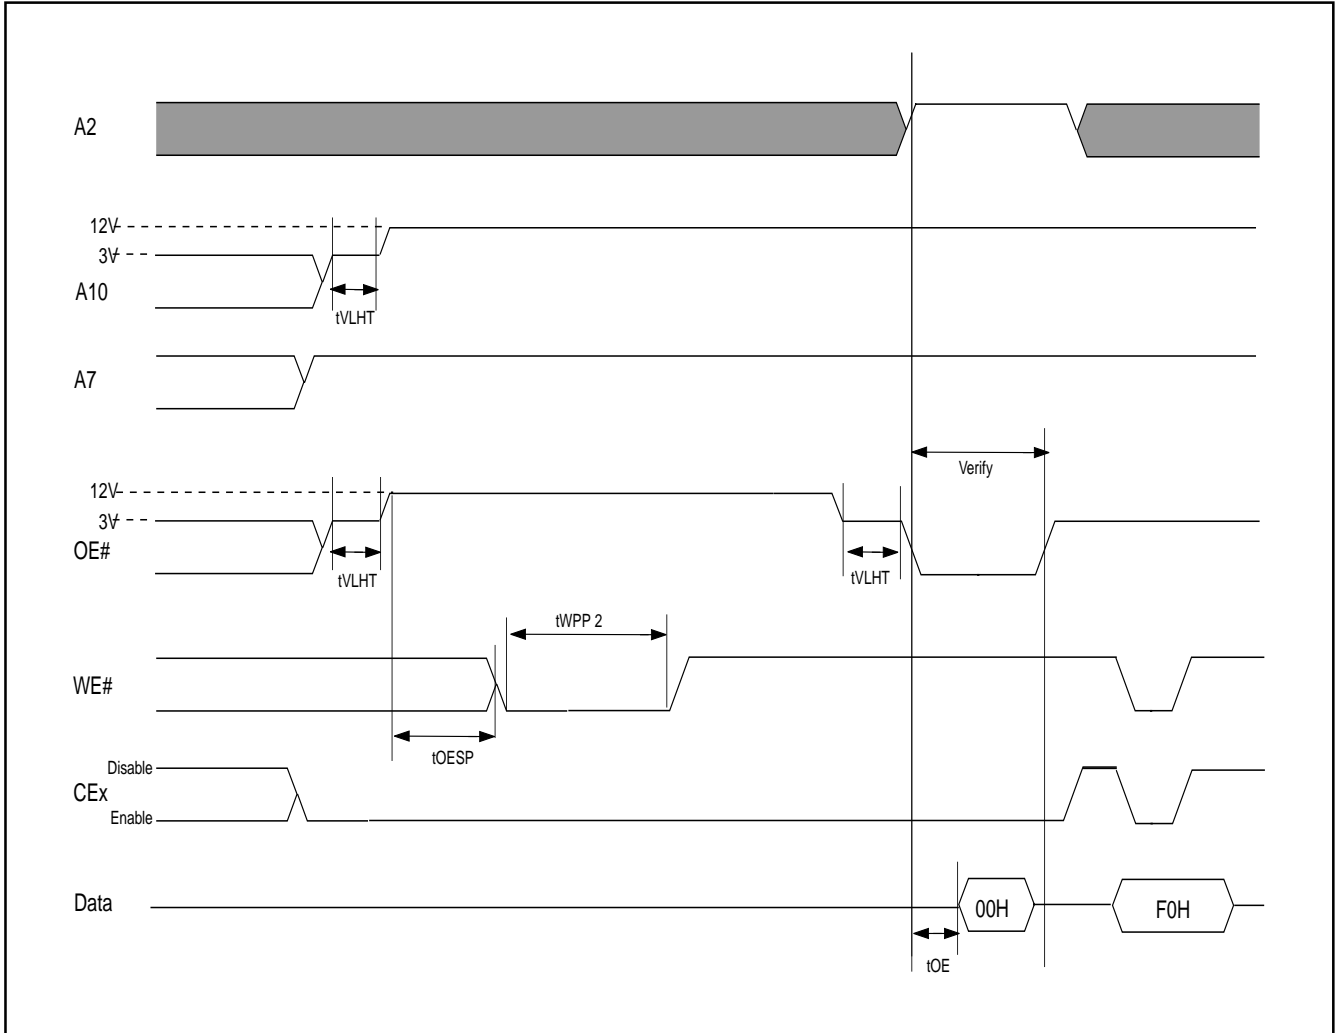 A2
12V
3V
A10
tVLHT
A7
Verify
12V
3V
OE#
tVLHT
tVLHT
tWPP 2
WE#
tOESP
Disable
CEx
Enable
Data
00H
F0H
tOE